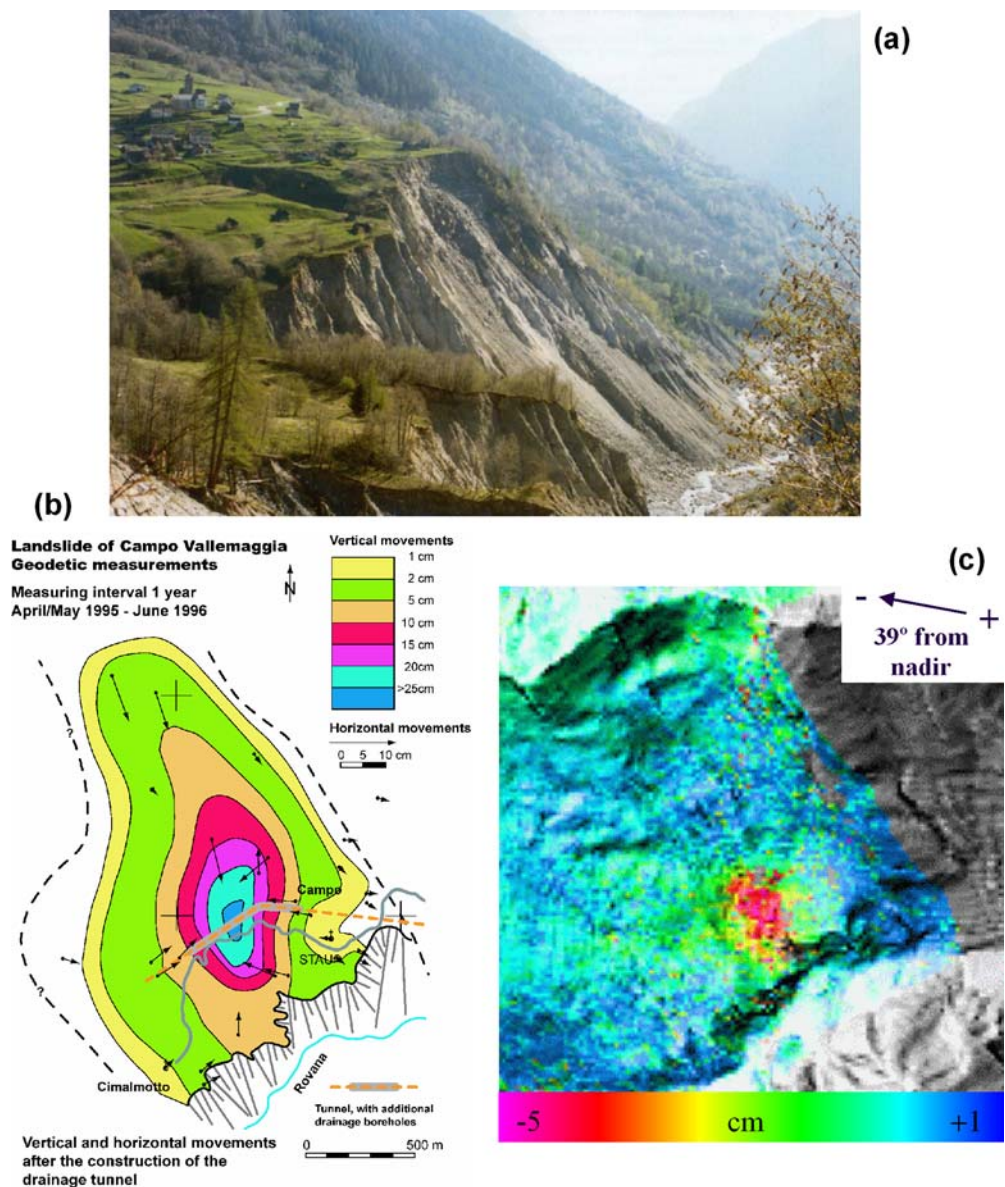 (a)
(b)
Landslide of Campo Vallemaggia
Geodetic measurements
Measuring interval 1 year
April/May 1995 - June 1996
N
Vertical movements
1 cm
2 cm
5 cm
10 cm
15 cm
20cm
>25cm
Horizontal movements
0 5 10 cm
?
Campo
STAU
?
Cimalmotto
Rovana
Tunnel, with additional
drainage boreholes
0 500 m
Vertical and horizontal movements
after the construction of the
drainage tunnel
(c)
- +
39° from
nadir
-5 cm +1